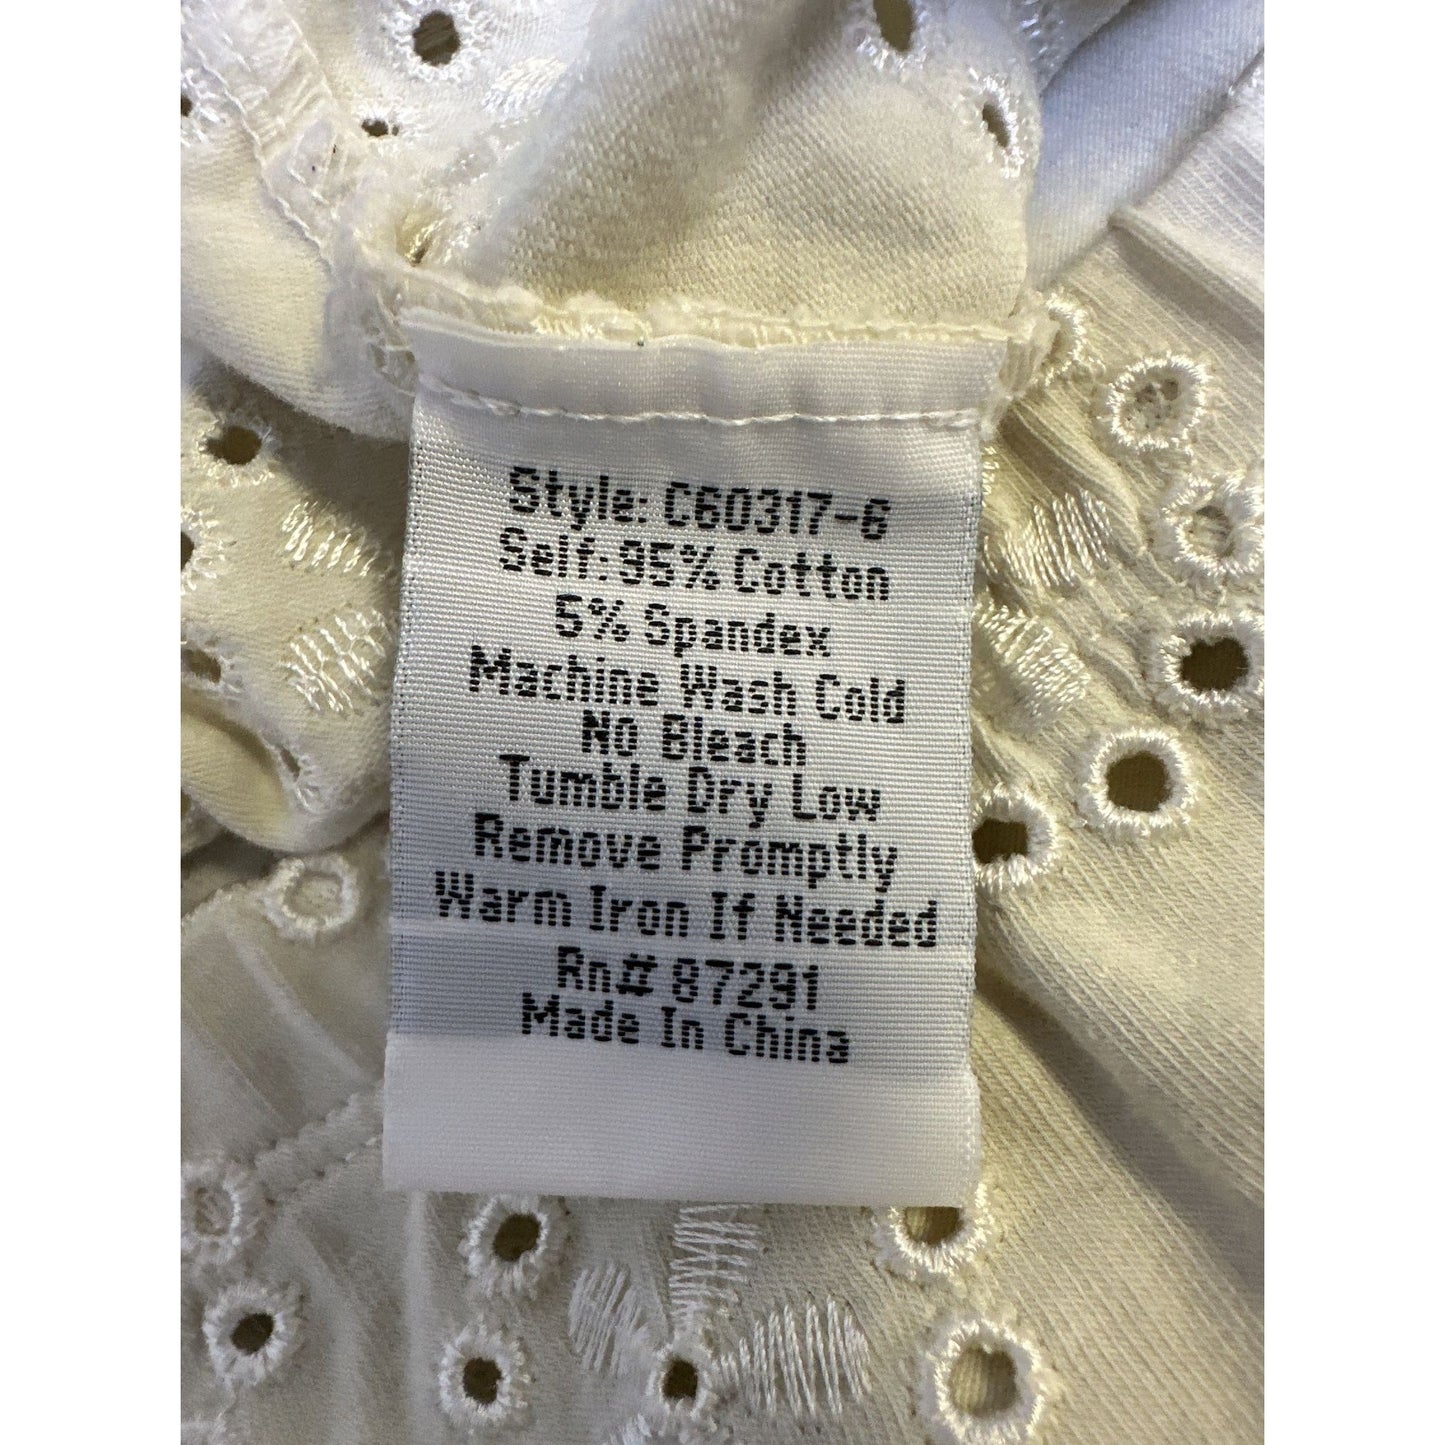 Style: C60317-6
Self: 95% Cotton
5% Spandex
Machine Wash Cold
No Bleach
Tumble Dry Low
Remove Promptly
Warm Iron If Needed
Rn# 87291
Made In China